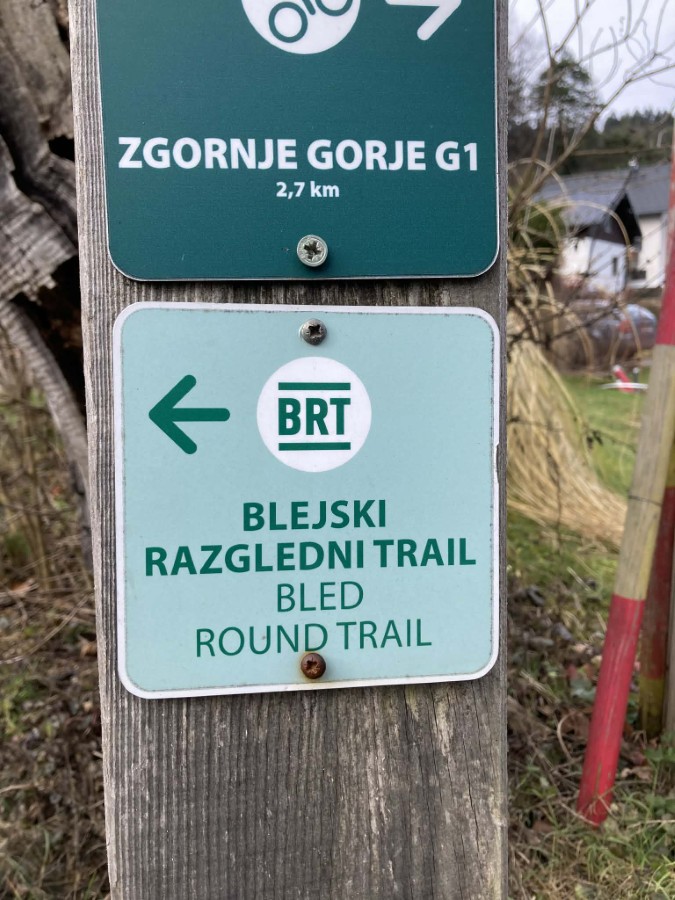 ZGORNJE GORJE G1
2,7 km
BRT
BLEJSKI
RAZGLEDNI TRAIL
BLED
ROUND TRAIL